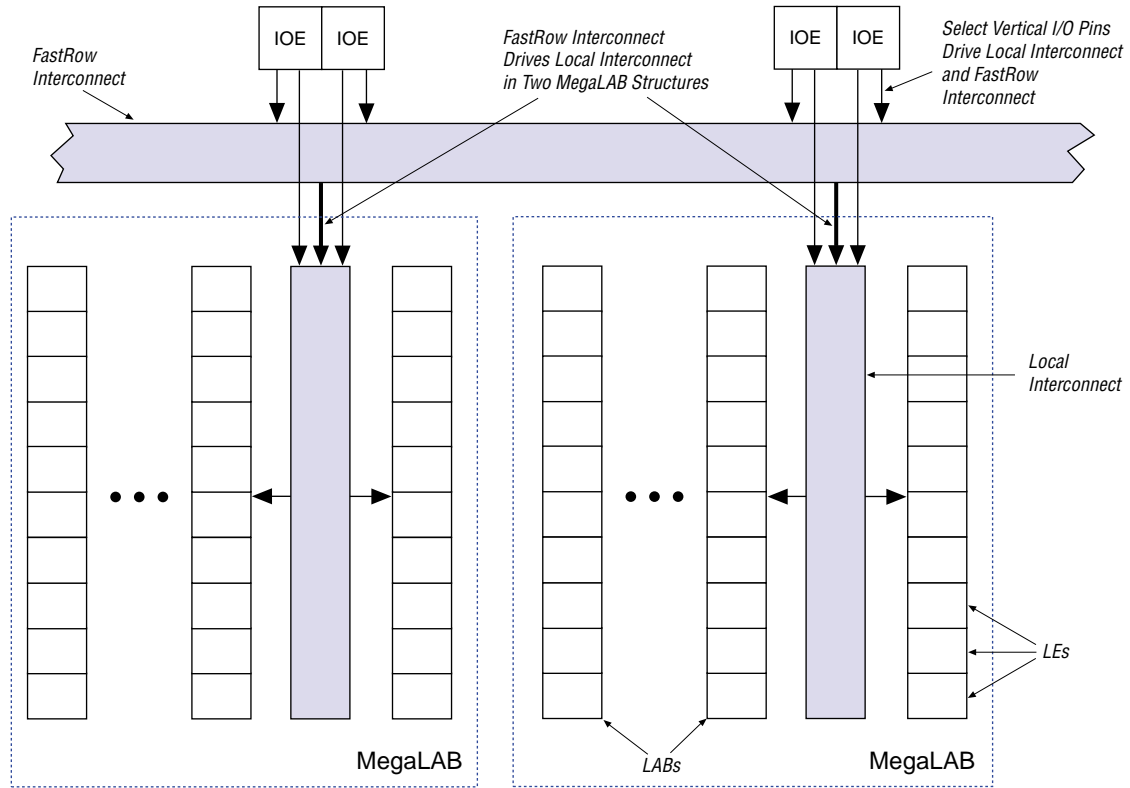 FastRow
Interconnect
IOE IOE
FastRow Interconnect
Drives Local Interconnect
in Two MegaLAB Structures
IOE IOE
Select Vertical I/O Pins
Drive Local Interconnect
and FastRow
Interconnect
Local
Interconnect
LEs
LABs
MegaLAB
MegaLAB